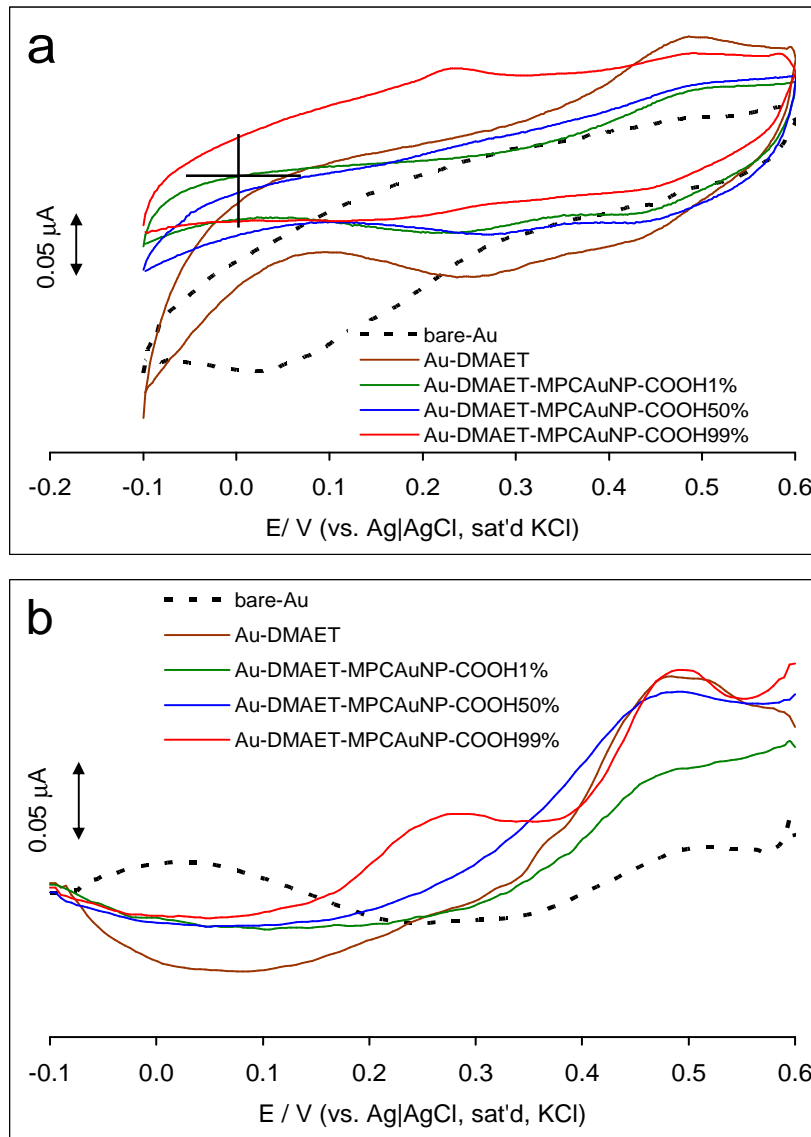 a
0.05 µA
bare-Au
Au-DMAET
Au-DMAET-MPCAuNP-COOH1%
Au-DMAET-MPCAuNP-COOH50%
Au-DMAET-MPCAuNP-COOH99%
-0.2 -0.1 0.0 0.1 0.2 0.3 0.4 0.5 0.6
E/ V (vs. Ag|AgCl, sat'd KCl)
b
bare-Au
Au-DMAET
Au-DMAET-MPCAuNP-COOH1%
Au-DMAET-MPCAuNP-COOH50%
Au-DMAET-MPCAuNP-COOH99%
0.05 µA
-0.1 0.0 0.1 0.2 0.3 0.4 0.5 0.6
E / V (vs. Ag|AgCl, sat'd, KCl)